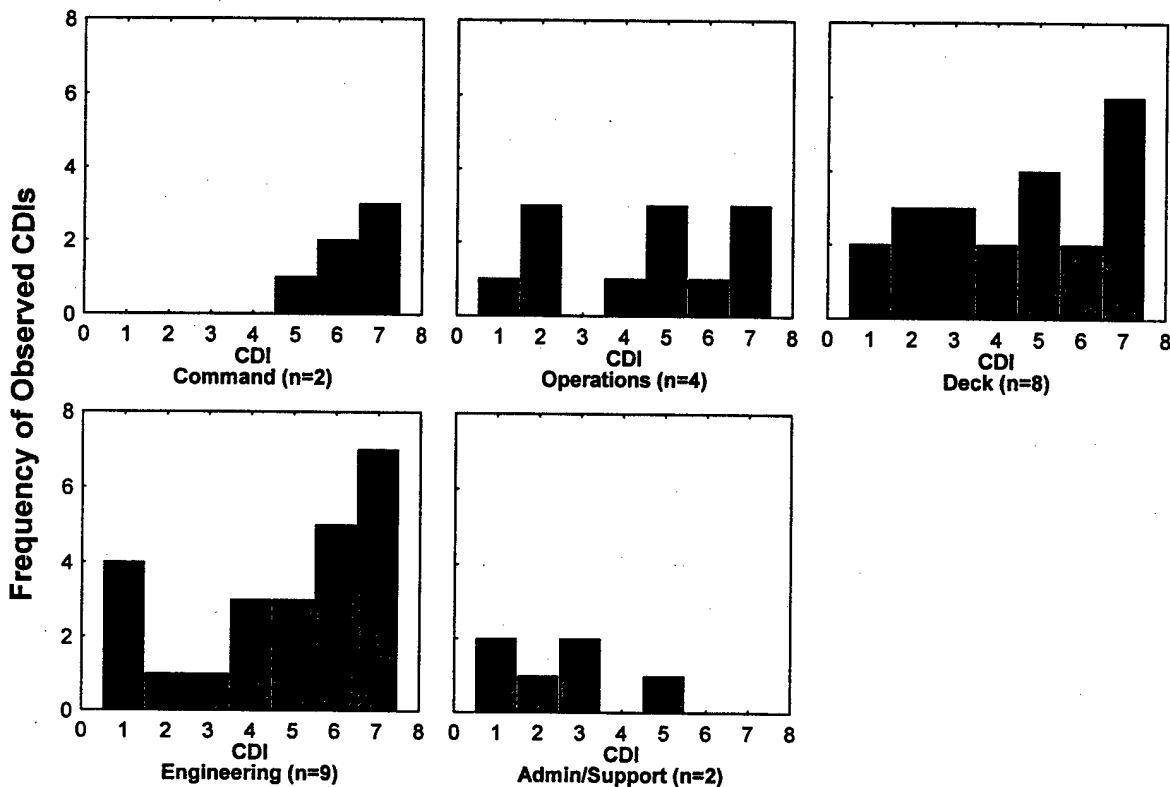 Frequency of Observed CDIs
8
6
4
2
0
0 1 2 3 4 5 6 7 8
CDI
Command (n=2)
0 1 2 3 4 5 6 7 8
CDI
Operations (n=4)
0 1 2 3 4 5 6 7 8
CDI
Deck (n=8)
8
6
4
2
0
0 1 2 3 4 5 6 7 8
CDI
Engineering (n=9)
0 1 2 3 4 5 6 7 8
CDI
Admin/Support (n=2)